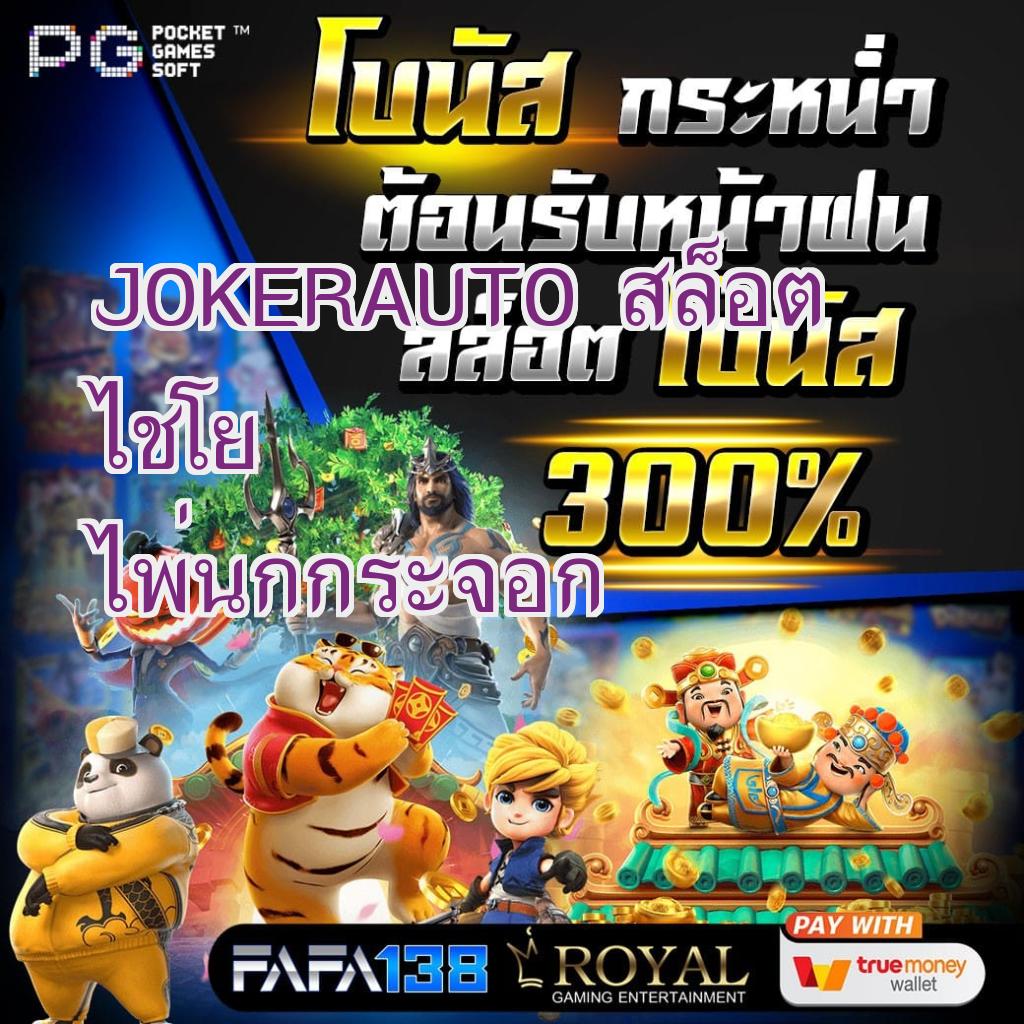 PG POCKET GAMES SOFT ™
โบนัส กระหน่ำ
ต้อนรับหน้าฝน
JOKERAUTO สล็อต
สล็อต โบนัส
ไชโย
300%
ไพ่นกกระจอก
PAY WITH
FAFA138
ROYAL
GAMING ENTERTAINMENT
truemoney
wallet